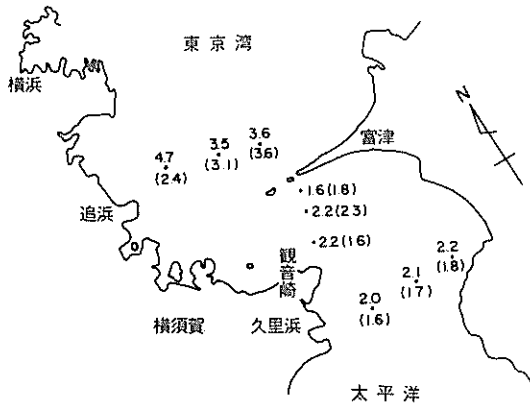 東京湾
横浜
N
富津
4.7
(2.4)
3.5
(3.1)
3.6
(3.6)
1.6(1.8)
2.2(2.3)
2.2(1.6)
追浜
観音崎
横須賀
久里浜
2.2
(1.8)
2.1
(1.7)
2.0
(1.6)
太平洋